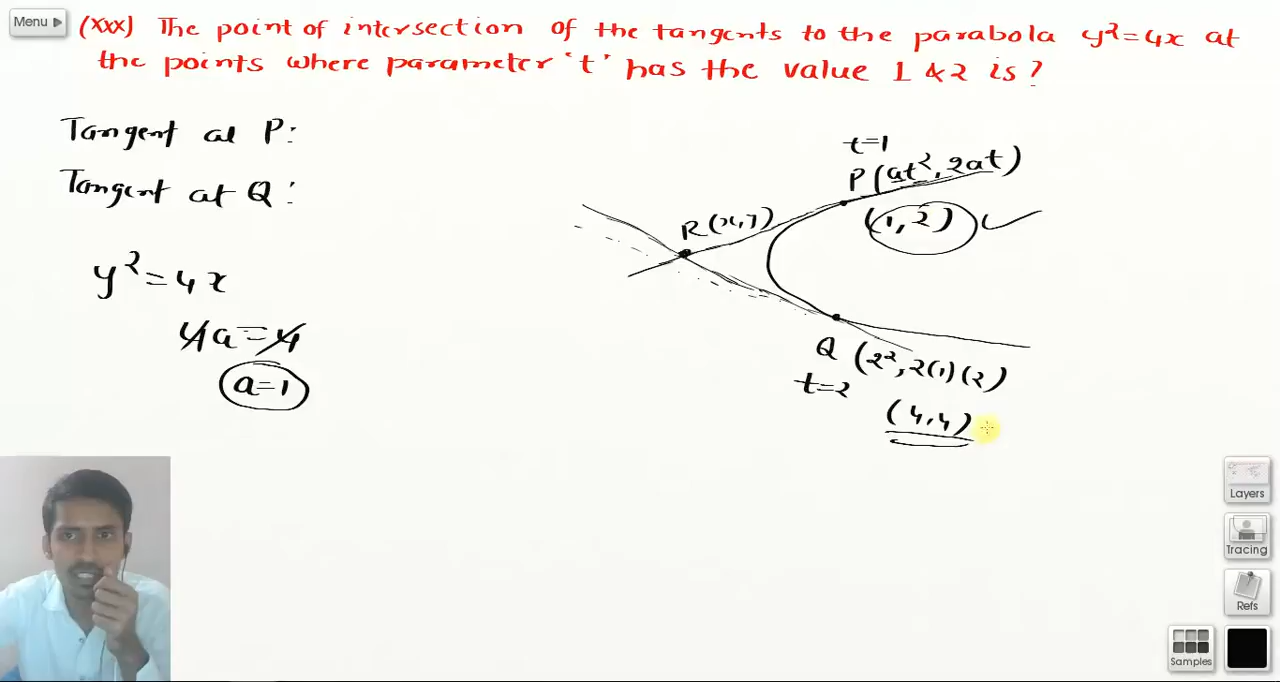 Menu
(xxx) The point of intersection of the tangents to the parabola y²=4x at
the points where parameter 't' has the value 1 & 2 is?
Tangent at P:
Tangent at Q:
y²=4x
4a=4
a=1
t=1
P(at², 2at)
(1,2)
R(x,y)
Q (2², 2(1)(2))
t=2
(4,4)
Layers
Tracing
Refs
Samples